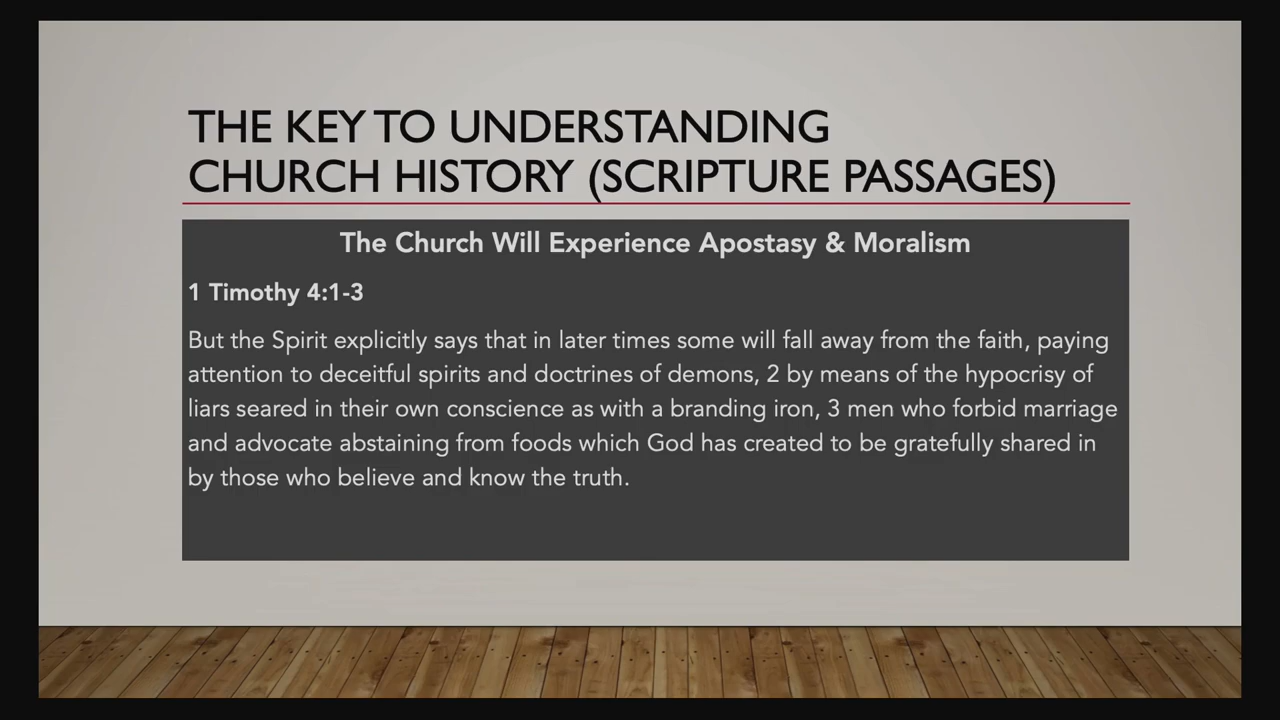 THE KEY TO UNDERSTANDING
CHURCH HISTORY (SCRIPTURE PASSAGES)
The Church Will Experience Apostasy & Moralism
1 Timothy 4:1-3
But the Spirit explicitly says that in later times some will fall away from the faith, paying
attention to deceitful spirits and doctrines of demons, 2 by means of the hypocrisy of
liars seared in their own conscience as with a branding iron, 3 men who forbid marriage
and advocate abstaining from foods which God has created to be gratefully shared in
by those who believe and know the truth.